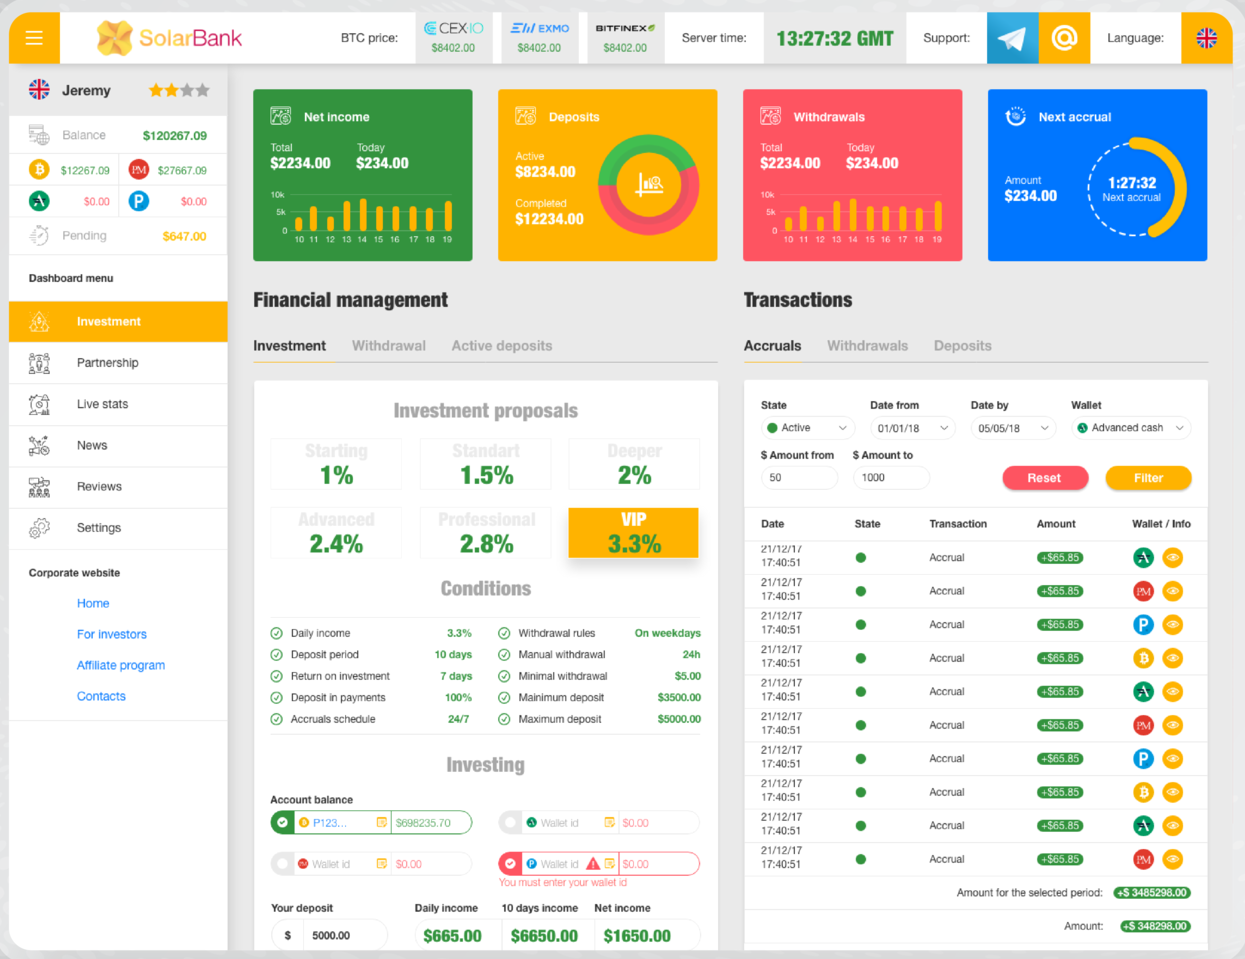 SolarBank
BTC price:
CEXIO
$8402.00
EXMO
$8402.00
BITFINEX
$8402.00
Server time:
13:27:32 GMT
Support:
Language:
Jeremy
Balance
$120267.09
$12267.09
PM
$27667.09
$0.00
P
$0.00
Pending
$647.00
Dashboard menu
Investment
Partnership
Live stats
News
Reviews
Settings
Corporate website
Home
For investors
Affiliate program
Contacts
Net income
Total
Today
$2234.00
$234.00
10k
5k
0
10 11 12 13 14 15 16 17 18 19
Deposits
Active
$8234.00
Completed
$12234.00
Withdrawals
Total
Today
$2234.00
$234.00
10k
5k
0
10 11 12 13 14 15 16 17 18 19
Next accrual
Amount
$234.00
1:27:32
Next accrual
Financial management
Investment Withdrawal Active deposits
Investment proposals
Starting
1%
Standart
1.5%
Deeper
2%
Advanced
2.4%
Professional
2.8%
VIP
3.3%
Conditions
Daily income 3.3%
Deposit period 10 days
Return on investment 7 days
Deposit in payments 100%
Accruals schedule 24/7
Withdrawal rules On weekdays
Manual withdrawal 24h
Minimal withdrawal $5.00
Mainimum deposit $3500.00
Maximum deposit $5000.00
Investing
Account balance
P123... $698235.70
Wallet id $0.00
PM Wallet id $0.00
P Wallet id $0.00
You must enter your wallet id
Your deposit
$ 5000.00
Daily income
$665.00
10 days income
$6650.00
Net income
$1650.00
Transactions
Accruals Withdrawals Deposits
State
Active
Date from
01/01/18
Date by
05/05/18
Wallet
Advanced cash
$ Amount from
50
$ Amount to
1000
Reset
Filter
Date State Transaction Amount Wallet / Info
21/12/17
17:40:51
Accrual +$65.85
21/12/17
17:40:51
Accrual +$65.85 PM
21/12/17
17:40:51
Accrual +$65.85 P
21/12/17
17:40:51
Accrual +$65.85
21/12/17
17:40:51
Accrual +$65.85
21/12/17
17:40:51
Accrual +$65.85 PM
21/12/17
17:40:51
Accrual +$65.85 P
21/12/17
17:40:51
Accrual +$65.85
21/12/17
17:40:51
Accrual +$65.85
21/12/17
17:40:51
Accrual +$65.85 PM
Amount for the selected period: +$ 3485298.00
Amount: +$ 348298.00